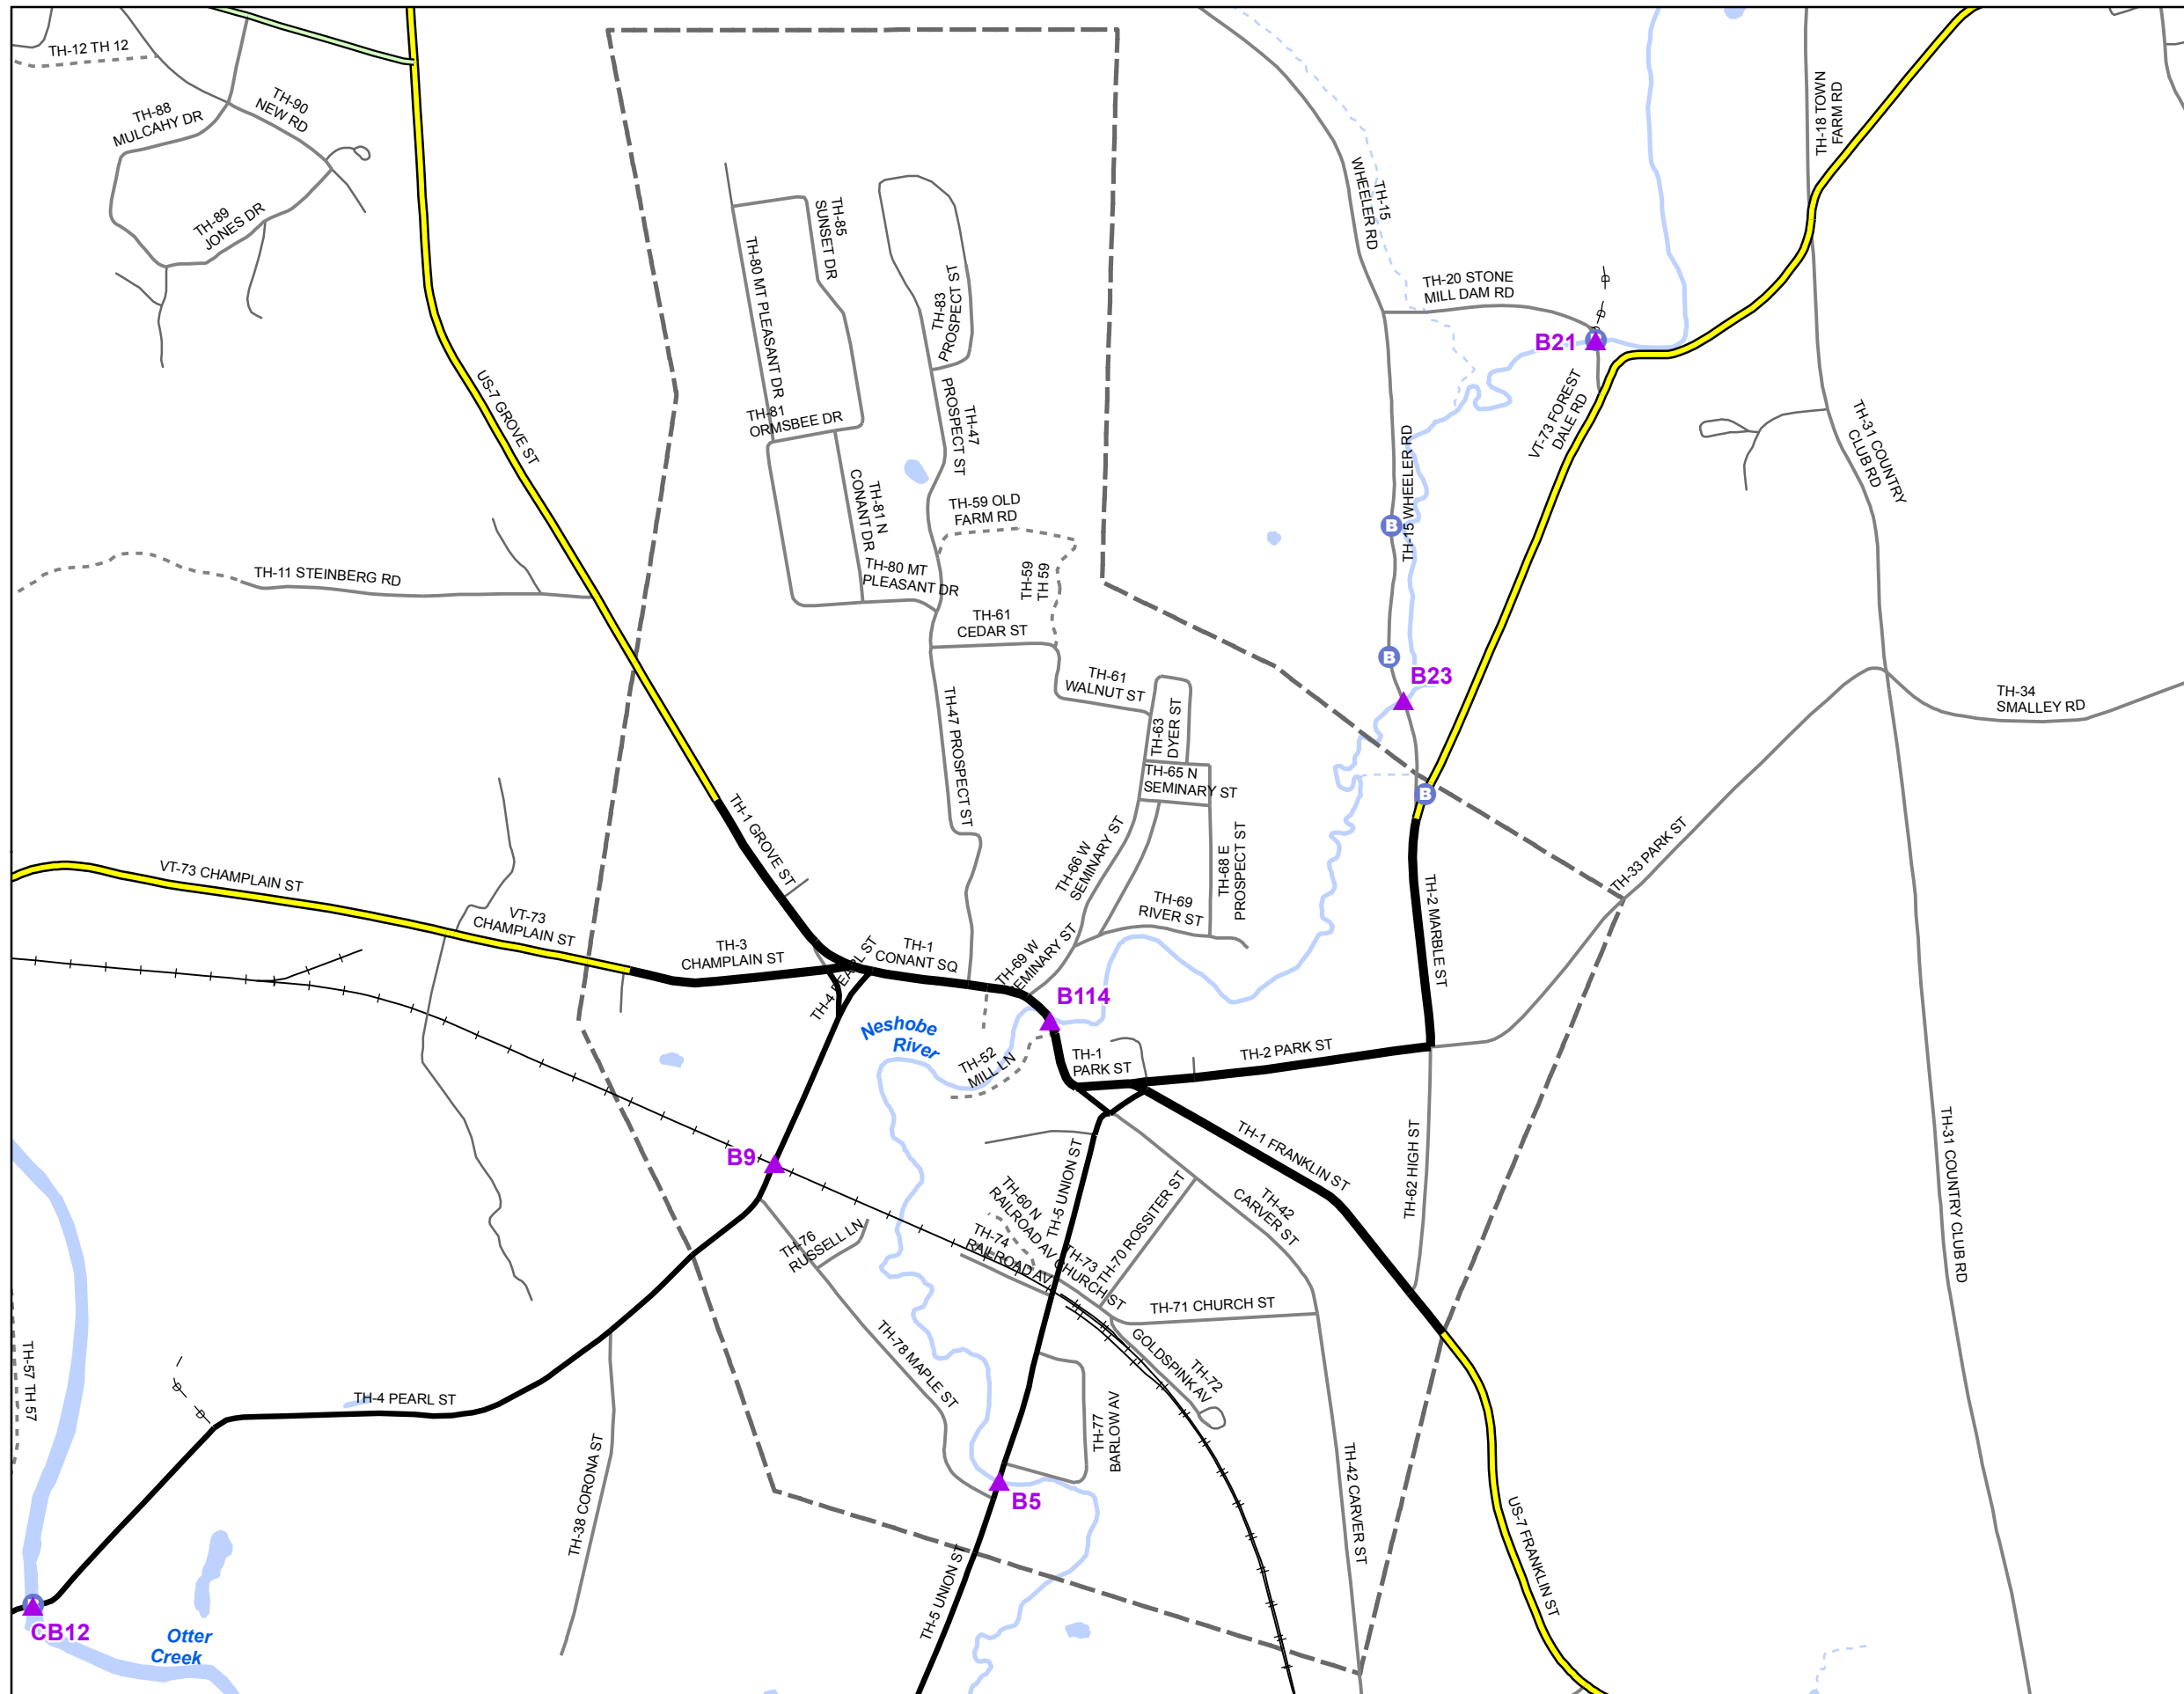 TH-12 TH 12
TH-88
MULCAHY DR
TH-90
NEW RD
TH-89
JONES DR
TH-85
SUNSET DR
TH-80 MT PLEASANT DR
TH-83
PROSPECT ST
TH-15
WHEELER RD
TH-18 TOWN
FARM RD
TH-20 STONE
MILL DAM RD
B21
US-7 GROVE ST
TH-81
ORMSBEE DR
TH-47
PROSPECT ST
VT-73 FOREST
DALE RD
TH-31 COUNTRY
CLUB RD
TH-81 N
CONANT DR
TH-59 OLD
FARM RD
TH-15 WHEELER RD
B
TH-11 STEINBERG RD
TH-80 MT
PLEASANT DR
TH-59
TH 59
TH-61
CEDAR ST
B
B23
TH-61
WALNUT ST
TH-63
DYER ST
TH-34
SMALLEY RD
TH-47 PROSPECT ST
TH-65 N
SEMINARY ST
B
TH-1 GROVE ST
TH-66 W
SEMINARY ST
TH-68 E
PROSPECT ST
TH-33 PARK ST
VT-73 CHAMPLAIN ST
VT-73
CHAMPLAIN ST
TH-69
RIVER ST
TH-2 MARBLE ST
TH-3
CHAMPLAIN ST
TH-4 PEARL ST
TH-1
CONANT SQ
TH-69 W
SEMINARY ST
B114
Neshobe
River
TH-52
MILL LN
TH-1
PARK ST
TH-2 PARK ST
B9
TH-5 UNION ST
TH-1 FRANKLIN ST
TH-62 HIGH ST
TH-31 COUNTRY CLUB RD
TH-60 N
RAILROAD AV
TH-70 ROSSITER ST
TH-42
CARVER ST
TH-76
RUSSELL LN
TH-74
RAILROAD AV
TH-73
CHURCH ST
TH-71 CHURCH ST
TH-78 MAPLE ST
TH-72
GOLDSPINK AV
TH-57 TH 57
TH-4 PEARL ST
TH-77
BARLOW AV
TH-38 CORONA ST
TH-42 CARVER ST
B5
US-7 FRANKLIN ST
TH-5 UNION ST
CB12
Otter
Creek